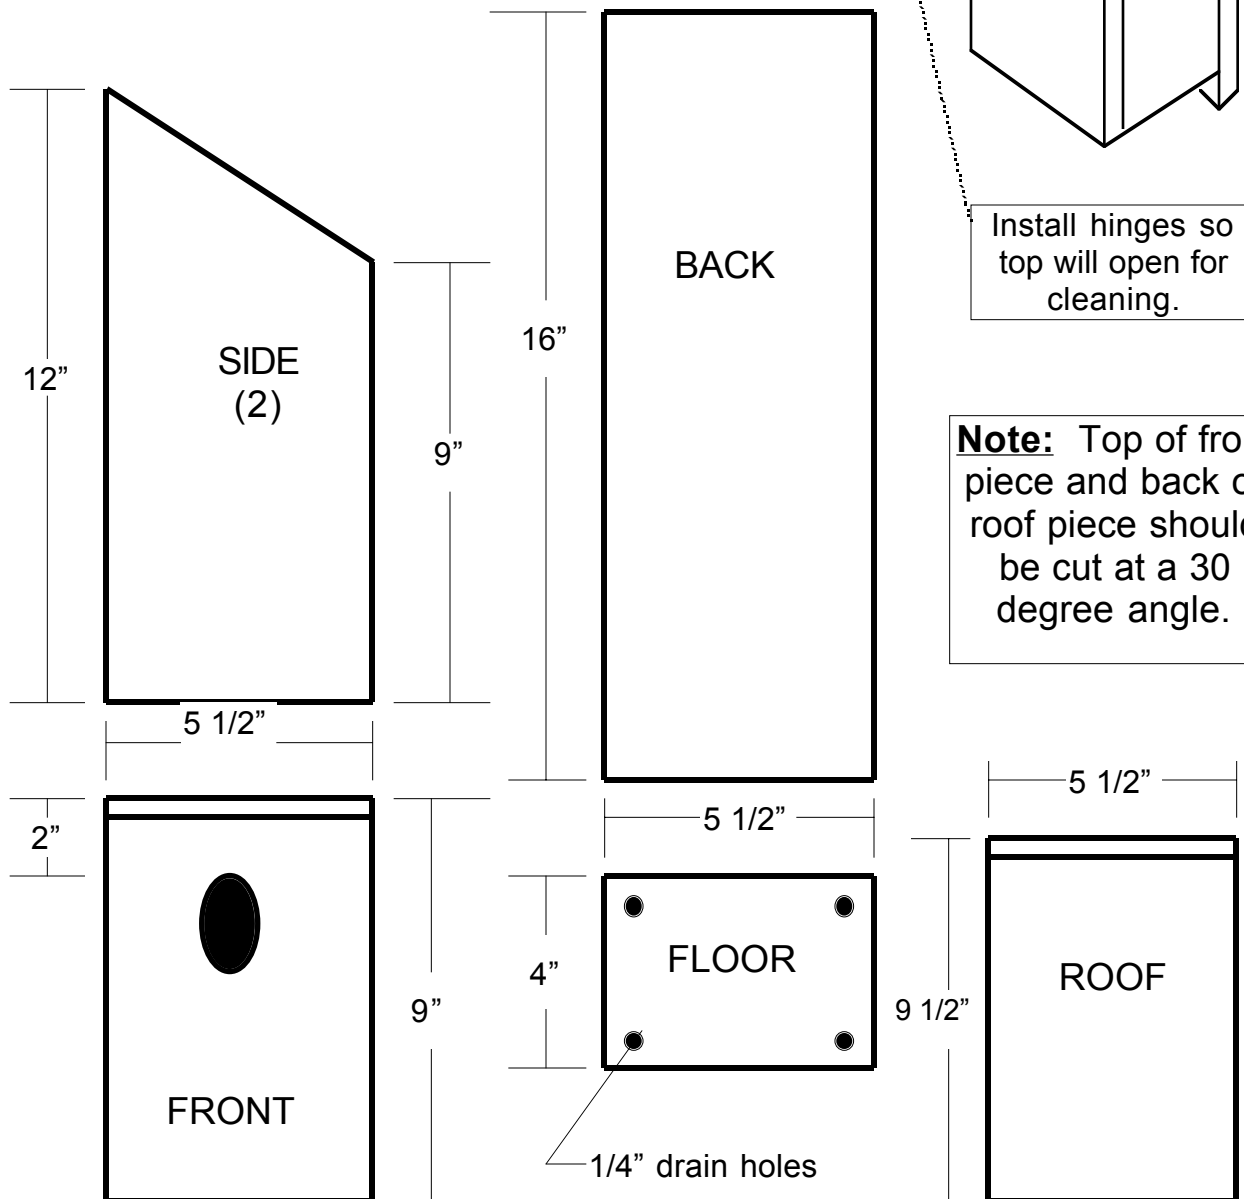 Install hinges so
top will open for
cleaning.
BACK
16”
SIDE
(2)
12”
9”
Note: Top of
piece and back
roof piece
be cut at a 30
degree angle.
5 1/2”
5 1/2”
5 1/2”
2”
FLOOR
4”
ROOF
9 1/2”
9”
FRONT
1/4” drain holes